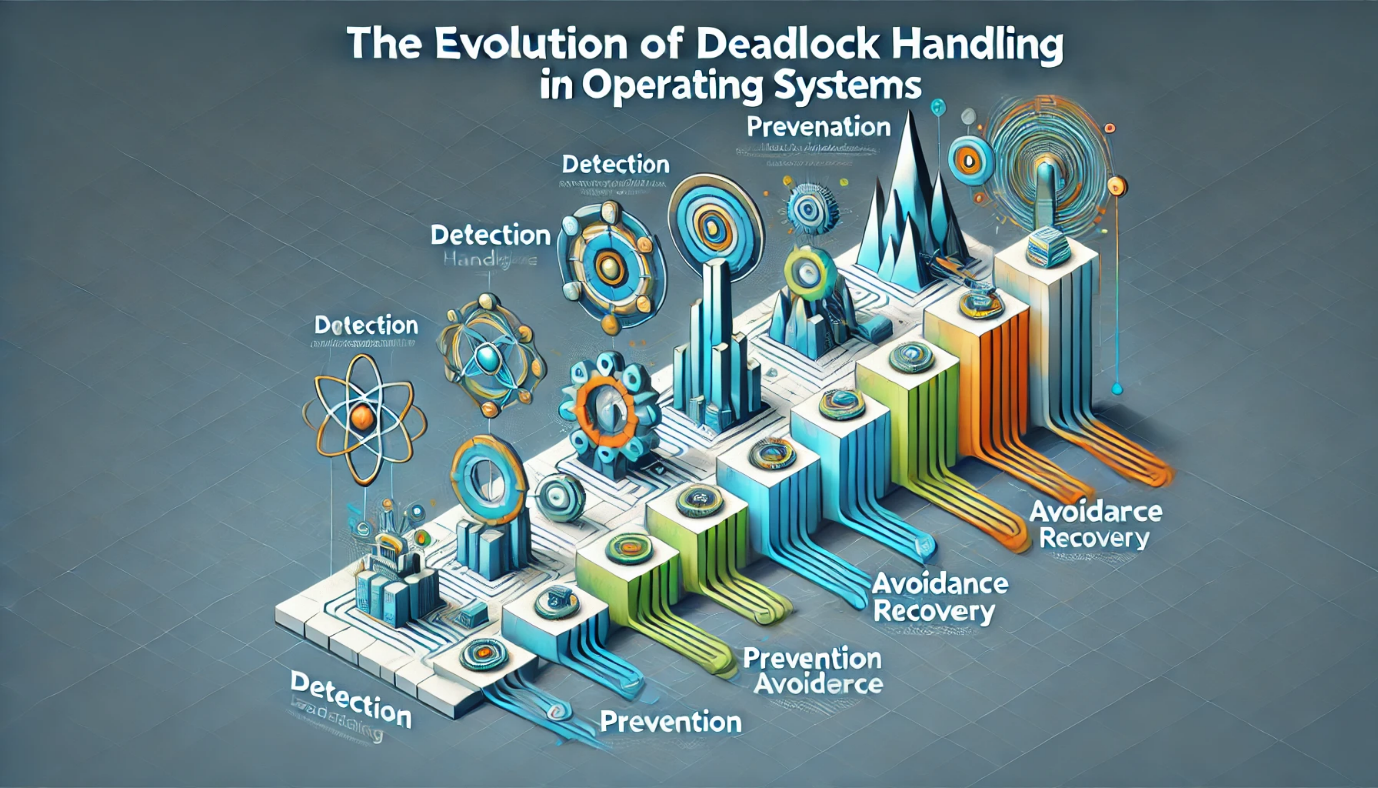 The Evolution of Deadlock Handling
in Operating Systems
Prevenation
Detection
Detection
Detection
Avoidarce
Recovery
Avoidance
Recovery
Prevention
Avoidarce
Detection
Prevention